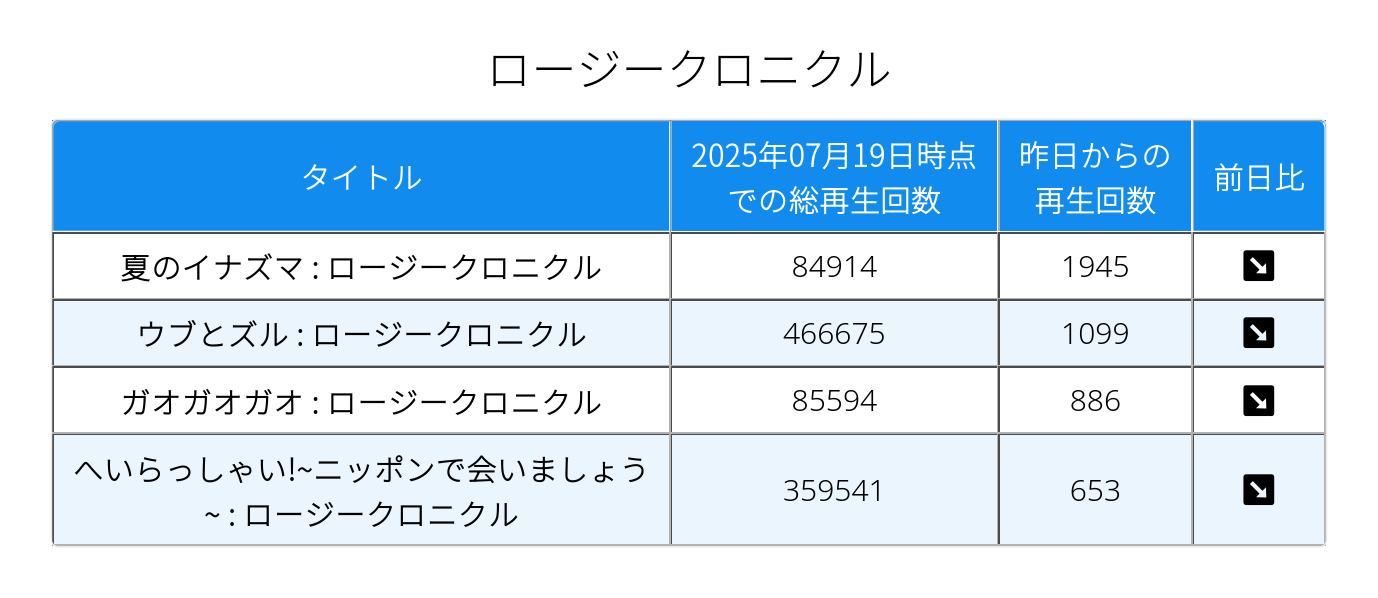 ロージークロニクル
タイトル
2025年07月19日時点
での総再生回数
昨日からの
再生回数
前日比
夏のイナズマ : ロージークロニクル
84914
1945
ウブとズル : ロージークロニクル
466675
1099
ガオガオガオ : ロージークロニクル
85594
886
へいらっしゃい!~ニッポンで会いましょう
~ : ロージークロニクル
359541
653